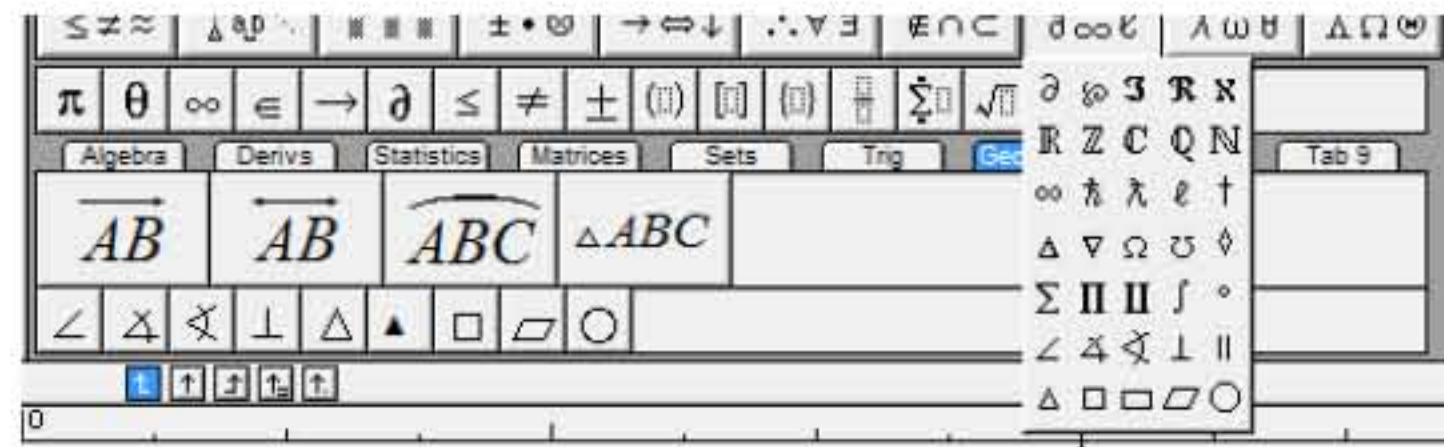 ≤ ≠ ≈ ± • ⊗ → ⇔ ↓ ∴ ∀ ∃ ∉ ∩ ⊂ ∂ ∞ ℓ λ ω θ Λ Ω Θ
π θ ∞ ∈ → ∂ ≤ ≠ ± (⬚) [⬚] {⬚} Σ √
Algebra Derivs Statistics Matrices Sets Trig Tab 9
AB AB ABC △ABC
∠ ∡ ∢ ⊥ △ ▲ □ ▱ ○
0
∂ ℘ ℑ ℜ ℵ
ℝ ℤ ℂ ℚ ℕ
∞ ℏ ƛ ℓ †
∆ ∇ Ω ℧ ◊
∑ ∏ ∐ ∫ °
∠ ∡ ∢ ⊥ ∥
△ □ ▭ ▱ ○